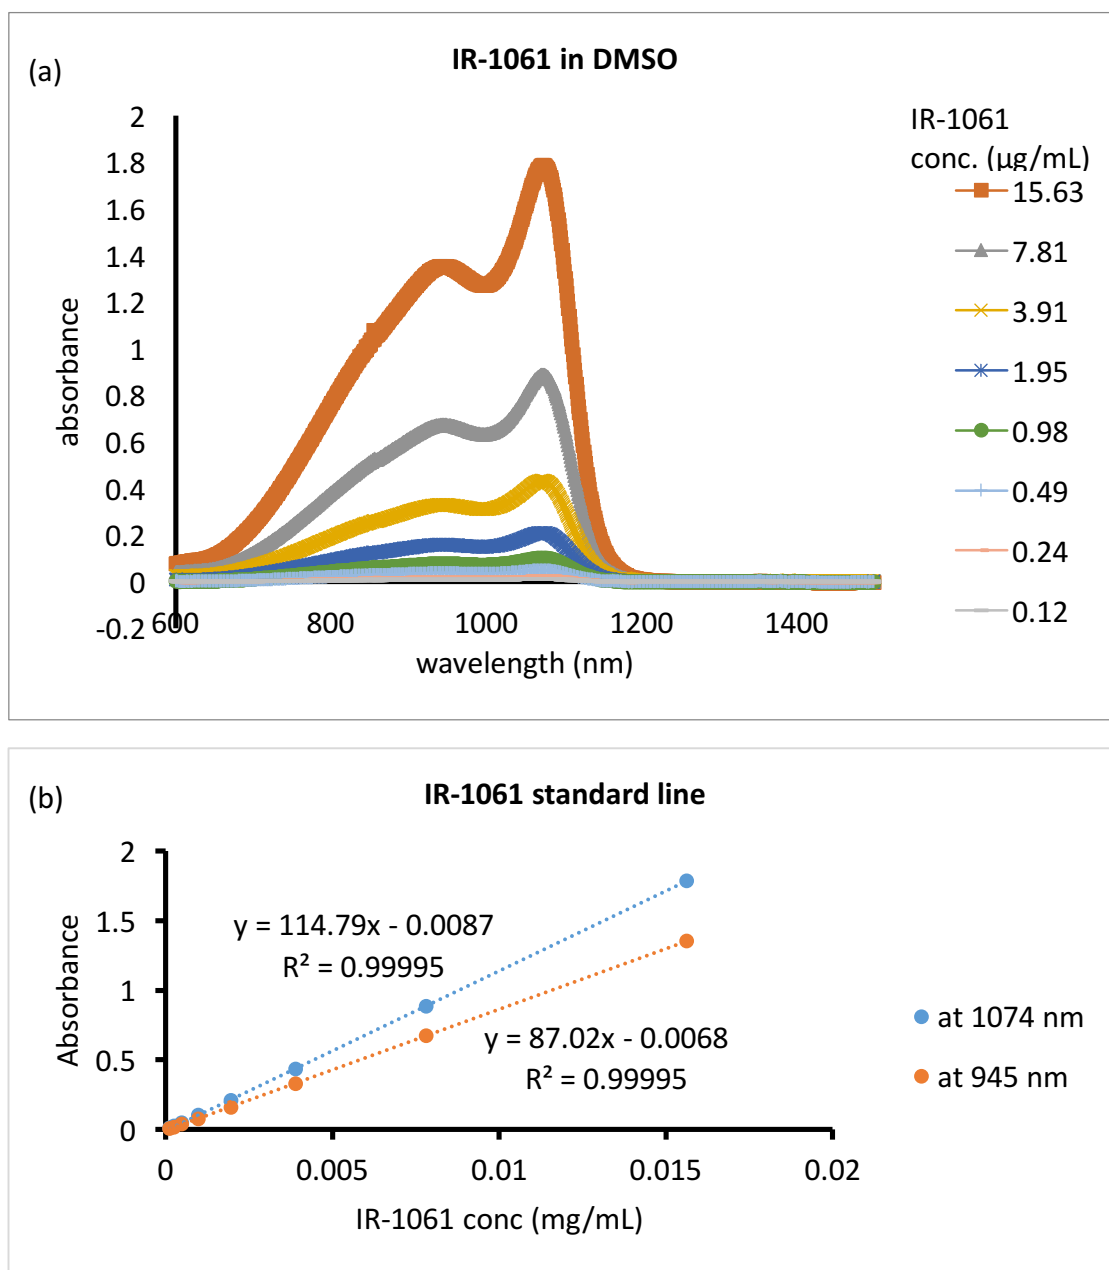 (a)
IR-1061 in DMSO
IR-1061
conc. (µg/mL)
2
1.8
1.6
1.4
1.2
1
0.8
0.6
0.4
0.2
0
-0.2
absorbance
600
800
1000
1200
1400
wavelength (nm)
15.63
7.81
3.91
1.95
0.98
0.49
0.24
0.12
(b)
IR-1061 standard line
2
1.5
1
0.5
0
Absorbance
y = 114.79x - 0.0087
R² = 0.99995
y = 87.02x - 0.0068
R² = 0.99995
at 1074 nm
at 945 nm
0
0.005
0.01
0.015
0.02
IR-1061 conc (mg/mL)